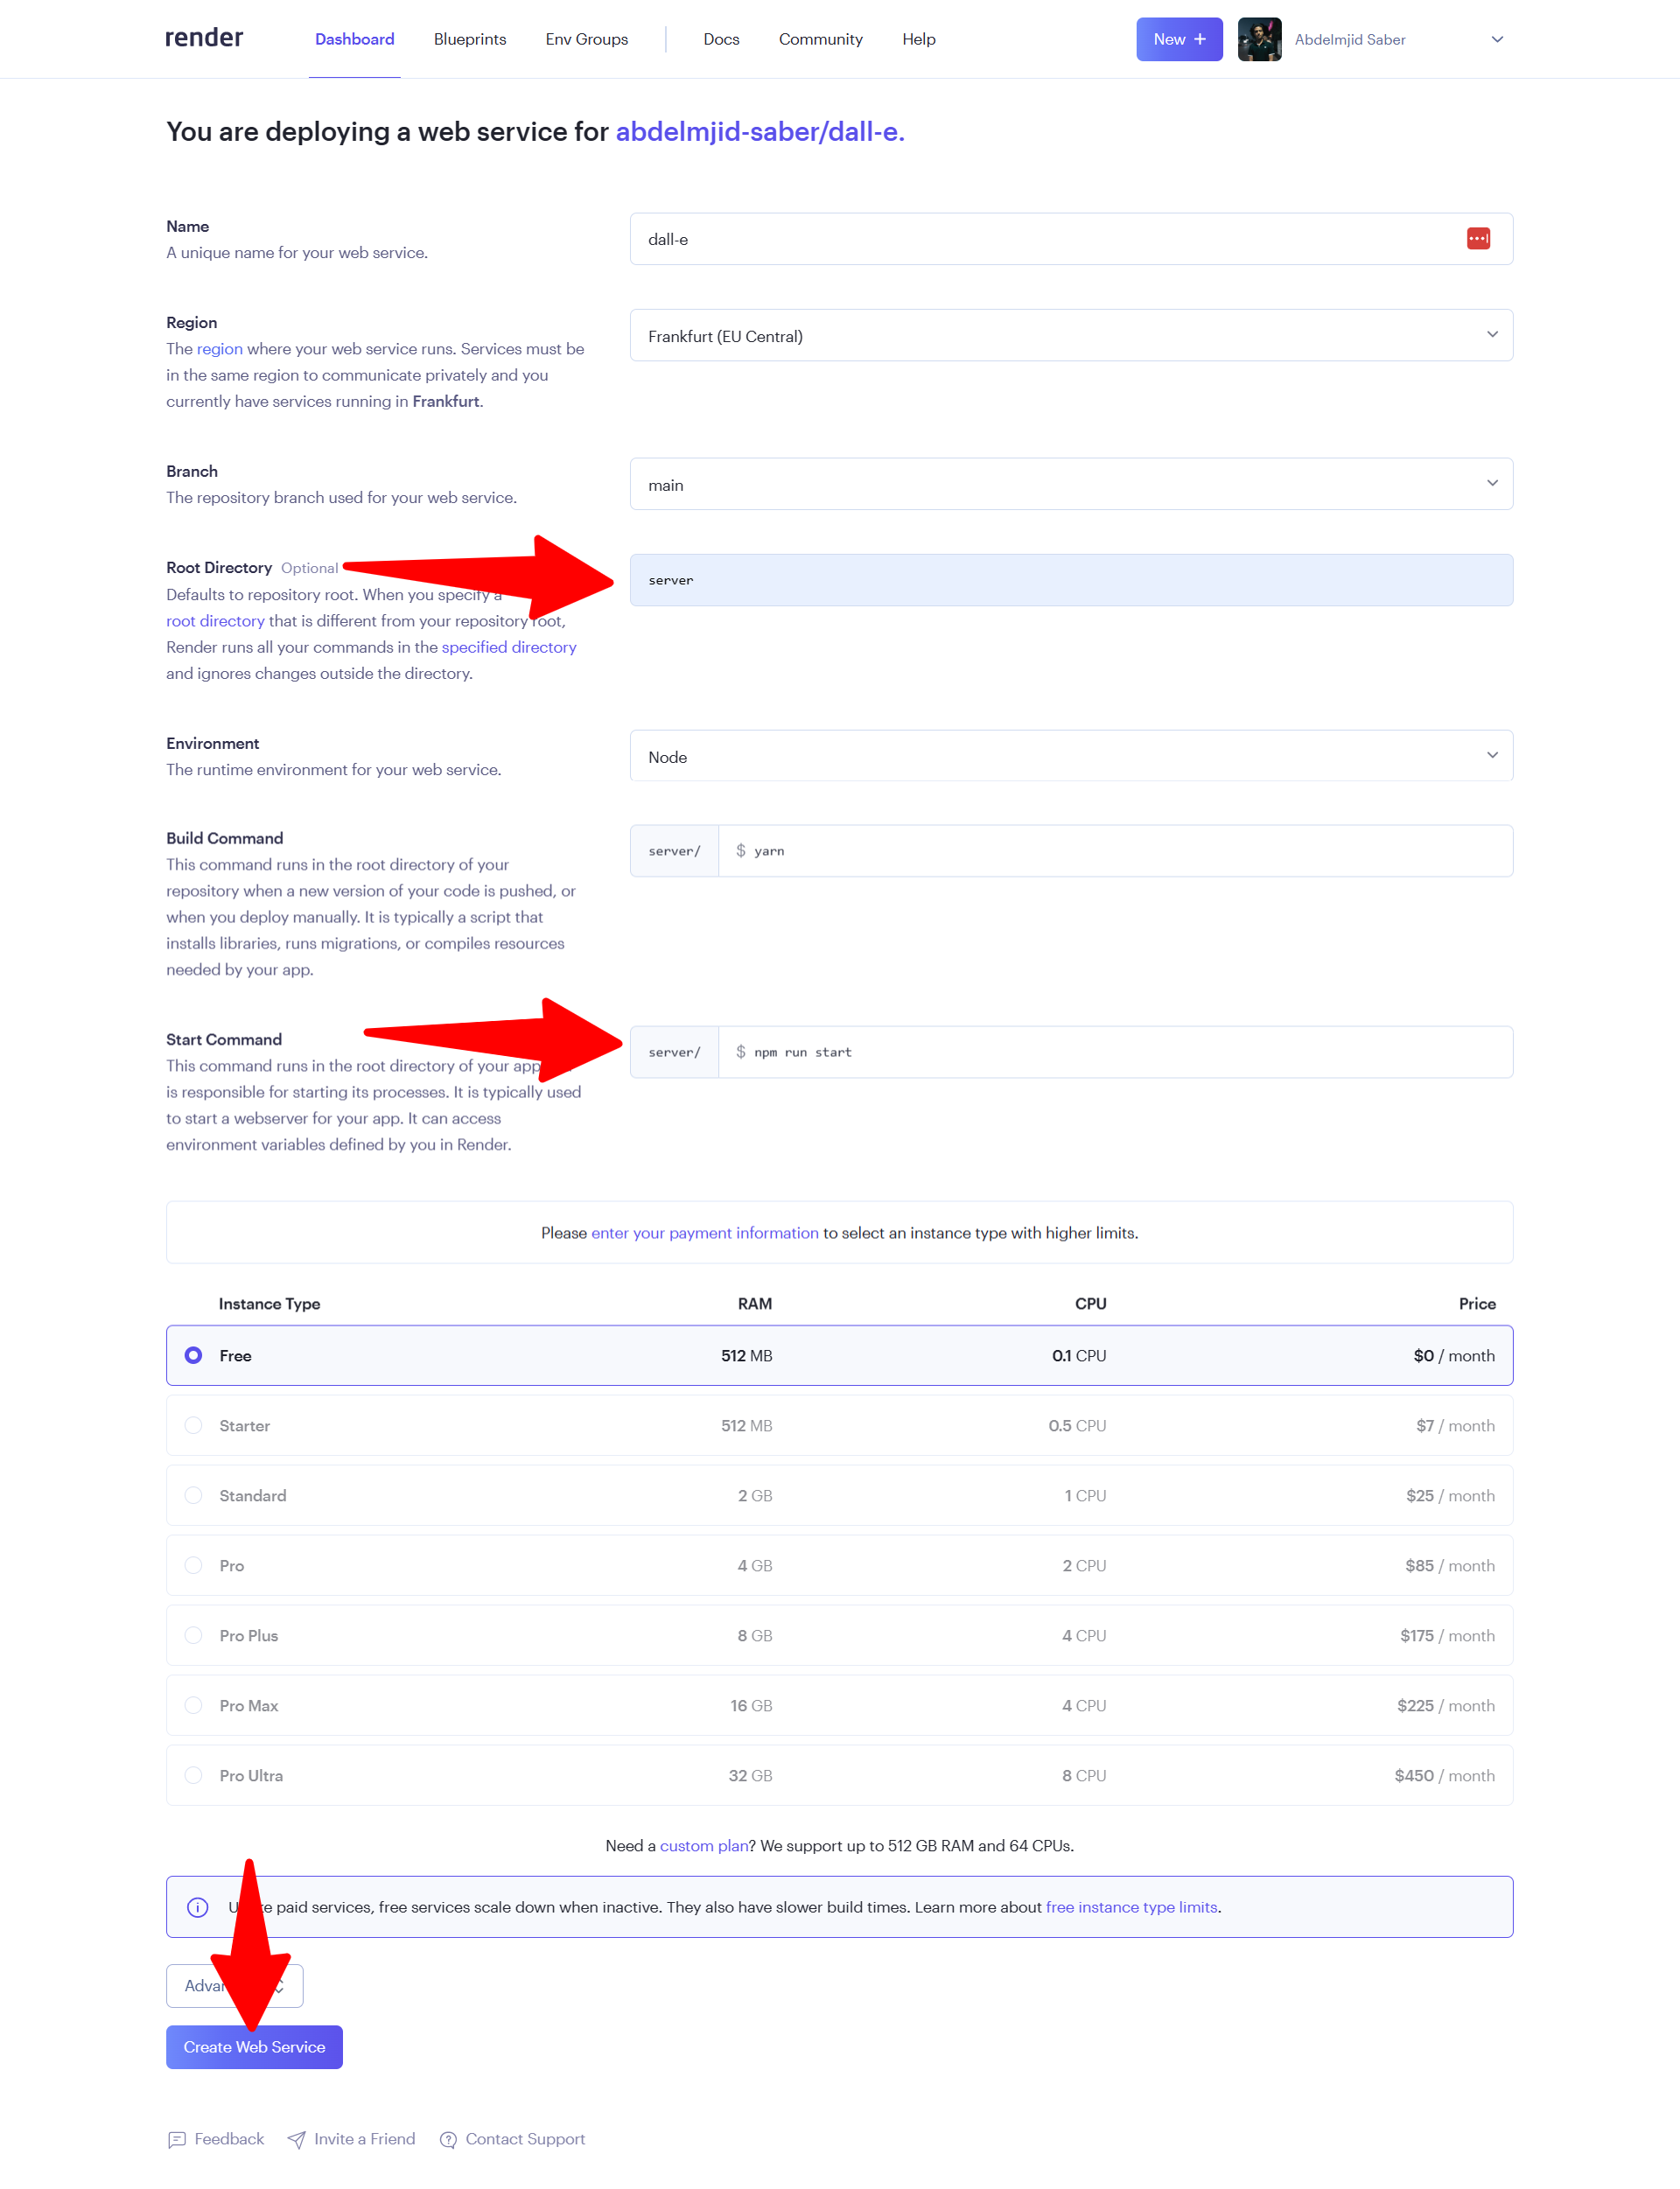 render Dashboard Blueprints Env Groups Docs Community Help New + Abdelmjid Saber
You are deploying a web service for abdelmjid-saber/dall-e.
Name
A unique name for your web service.
dall-e
Region
The region where your web service runs. Services must be
in the same region to communicate privately and you
currently have services running in Frankfurt.
Frankfurt (EU Central)
Branch
The repository branch used for your web service.
main
Root Directory Optional
Defaults to repository root. When you specify a
root directory that is different from your repository root,
Render runs all your commands in the specified directory
and ignores changes outside the directory.
server
Environment
The runtime environment for your web service.
Node
Build Command
This command runs in the root directory of your
repository when a new version of your code is pushed, or
when you deploy manually. It is typically a script that
installs libraries, runs migrations, or compiles resources
needed by your app.
server/ $ yarn
Start Command
This command runs in the root directory of your app
is responsible for starting its processes. It is typically used
to start a webserver for your app. It can access
environment variables defined by you in Render.
server/ $ npm run start
Please enter your payment information to select an instance type with higher limits.
Instance Type RAM CPU Price
Free 512 MB 0.1 CPU $0 / month
Starter 512 MB 0.5 CPU $7 / month
Standard 2 GB 1 CPU $25 / month
Pro 4 GB 2 CPU $85 / month
Pro Plus 8 GB 4 CPU $175 / month
Pro Max 16 GB 4 CPU $225 / month
Pro Ultra 32 GB 8 CPU $450 / month
Need a custom plan? We support up to 512 GB RAM and 64 CPUs.
paid services, free services scale down when inactive. They also have slower build times. Learn more about free instance type limits.
Create Web Service
Feedback Invite a Friend Contact Support